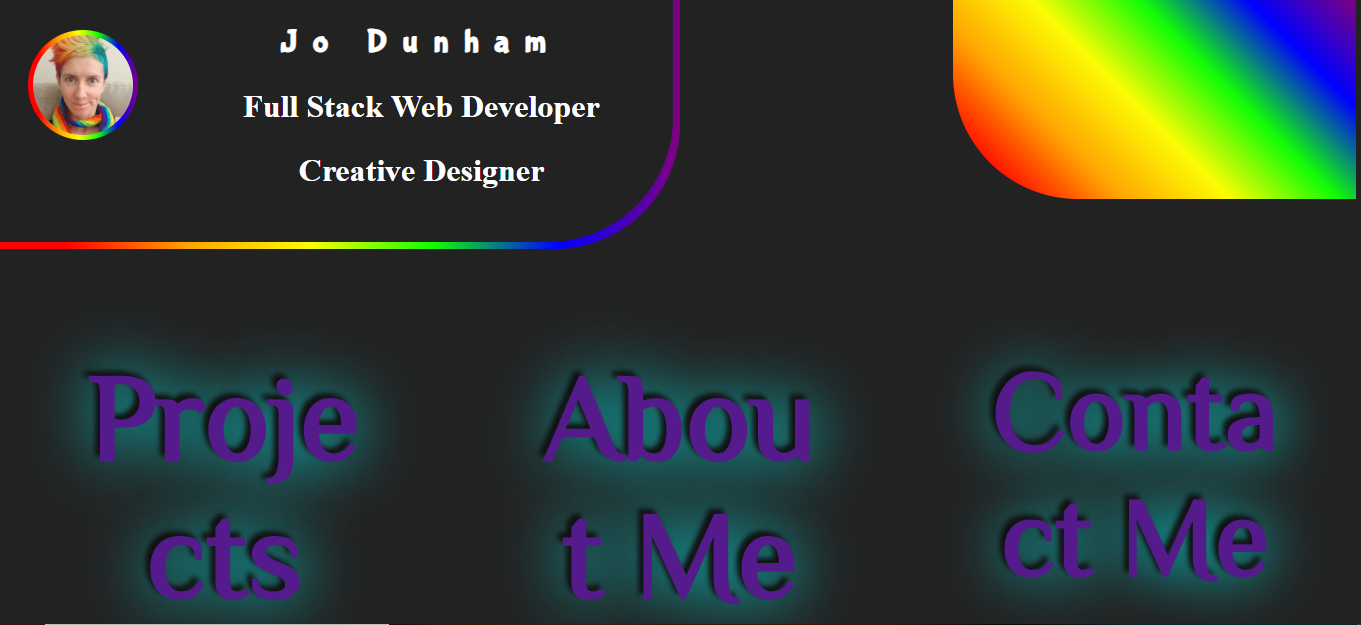 Jo Dunham
Full Stack Web Developer
Creative Designer
Proje
cts
Abou
t Me
Conta
ct Me